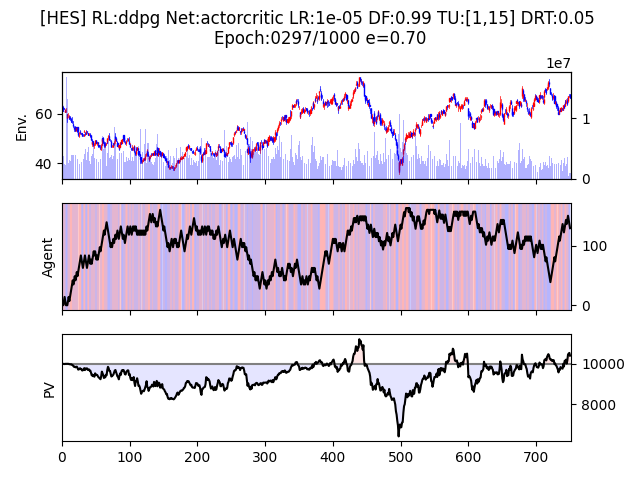 [HES] RL:ddpg Net:actorcritic LR:1e-05 DF:0.99 TU:[1,15] DRT:0.05
Epoch:0297/1000 e=0.70
1e7
Env.
60
40
1
0
Agent
100
0
PV
10000
8000
0 100 200 300 400 500 600 700